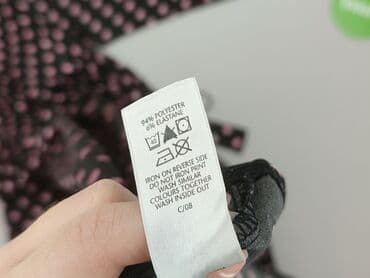 94% POLYESTER
6% ELASTANE
40
IRON ON REVERSE SIDE
DO NOT IRON PRINT
WASH SIMILAR
COLOURS TOGETHER
WASH INSIDE OUT
C/08